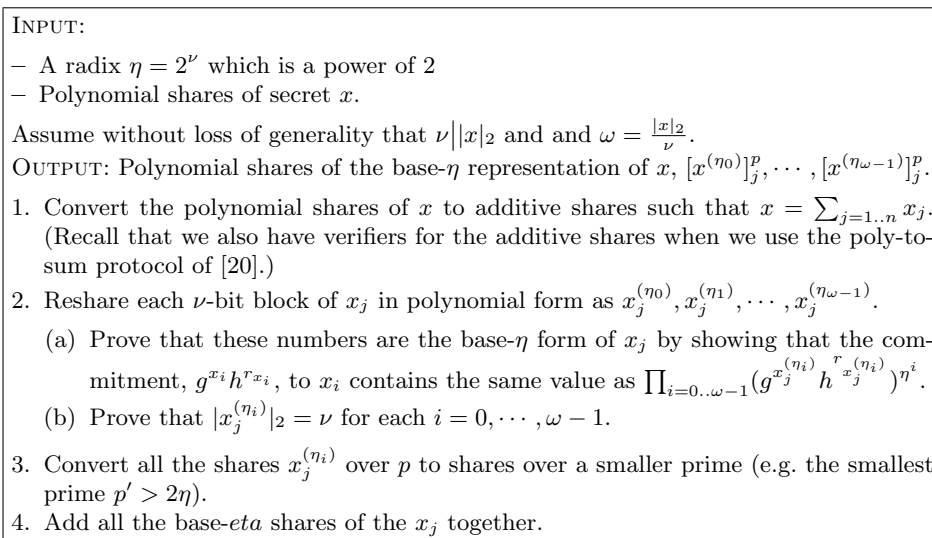 INPUT:
– A radix η = 2^ν which is a power of 2
– Polynomial shares of secret x.
Assume without loss of generality that ν||x|_2 and and ω = |x|_2/ν.
OUTPUT: Polynomial shares of the base-η representation of x, [x^{(η_0)}]_j^p, ⋯ , [x^{(η_{ω−1})}]_j^p.
1. Convert the polynomial shares of x to additive shares such that x = ∑_{j=1..n} x_j.
(Recall that we also have verifiers for the additive shares when we use the poly-to-
sum protocol of [20].)
2. Reshare each ν-bit block of x_j in polynomial form as x_j^{(η_0)}, x_j^{(η_1)}, ⋯ , x_j^{(η_{ω−1})}.
(a) Prove that these numbers are the base-η form of x_j by showing that the com-
mitment, g^{x_i}h^{r_{x_i}}, to x_i contains the same value as ∏_{i=0..ω−1}(g^{x_j^{(η_i)}} h^{r_{x_j^{(η_i)}}})^{η^i}.
(b) Prove that |x_j^{(η_i)}|_2 = ν for each i = 0, ⋯ , ω − 1.
3. Convert all the shares x_j^{(η_i)} over p to shares over a smaller prime (e.g. the smallest
prime p′ > 2η).
4. Add all the base-eta shares of the x_j together.